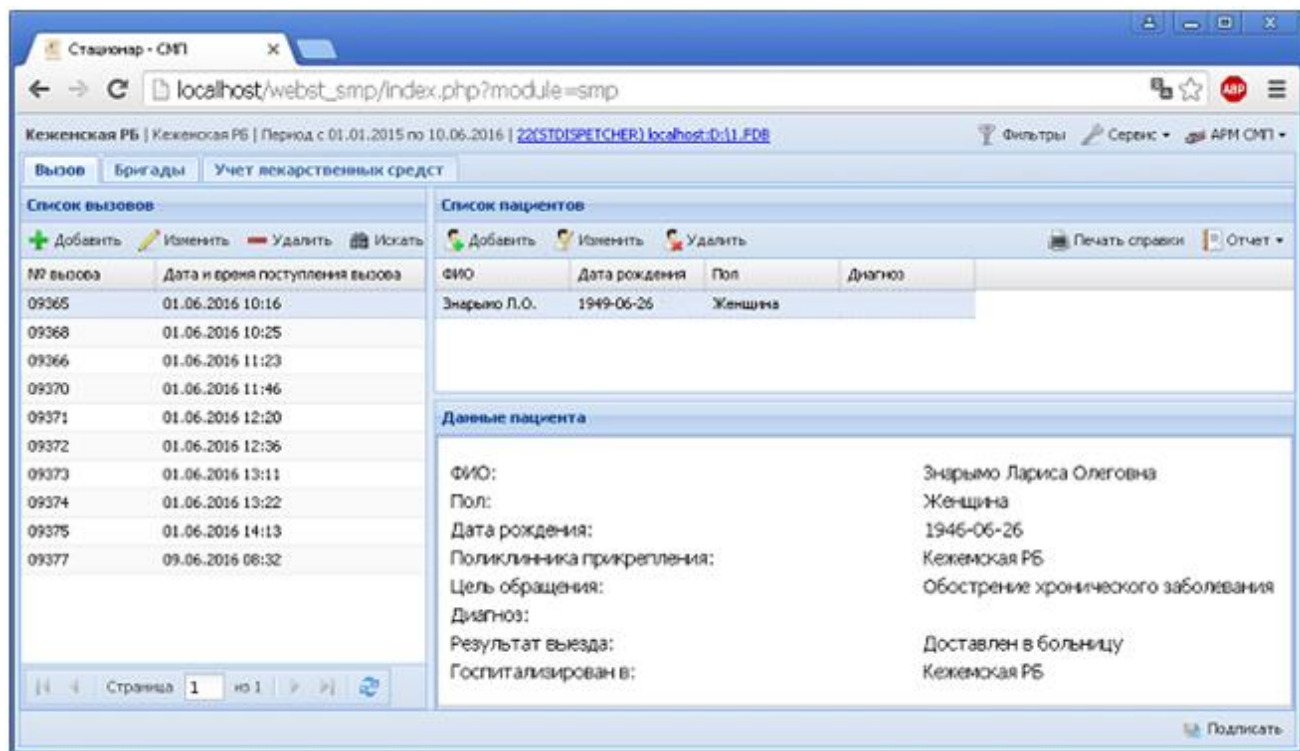 Стационар - СМП
localhost/webst_smp/index.php?module=smp
ABP
Кеженская РБ | Кеженская РБ | Период с 01.01.2015 по 10.06.2016 | 22(STDISPETCHER) localhost:D:\1.FDB Фильтры Сервис АРМ СМП
Вызов Бригады Учет лекарственных средст
Список вызовов
Добавить Изменить Удалить Искать
№ вызова Дата и время поступления вызова
09365 01.06.2016 10:16
09368 01.06.2016 10:25
09366 01.06.2016 11:23
09370 01.06.2016 11:46
09371 01.06.2016 12:20
09372 01.06.2016 12:36
09373 01.06.2016 13:11
09374 01.06.2016 13:22
09375 01.06.2016 14:13
09377 09.06.2016 08:32
Страница 1 из 1
Список пациентов
Добавить Изменить Удалить Печать справки Отчет
ФИО Дата рождения Пол Диагноз
Знарымо Л.О. 1949-06-26 Женщина
Данные пациента
ФИО: Знарымо Лариса Олеговна
Пол: Женщина
Дата рождения: 1946-06-26
Поликлинника прикрепления: Кежемская РБ
Цель обращения: Обострение хронического заболевания
Диагноз:
Результат выезда: Доставлен в больницу
Госпитализирован в: Кежемская РБ
Подписать